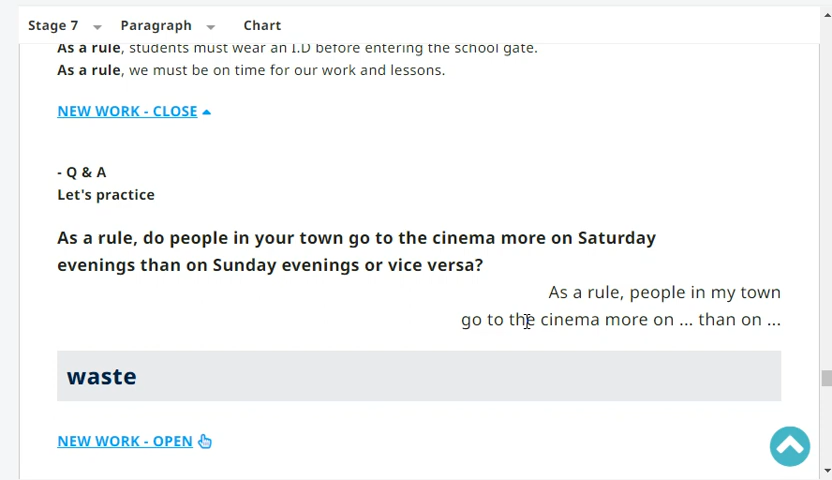 Stage 7 Paragraph Chart
As a rule, students must wear an I.D before entering the school gate.
As a rule, we must be on time for our work and lessons.
NEW WORK - CLOSE
- Q & A
Let's practice
As a rule, do people in your town go to the cinema more on Saturday
evenings than on Sunday evenings or vice versa?
As a rule, people in my town
go to the cinema more on ... than on ...
waste
NEW WORK - OPEN